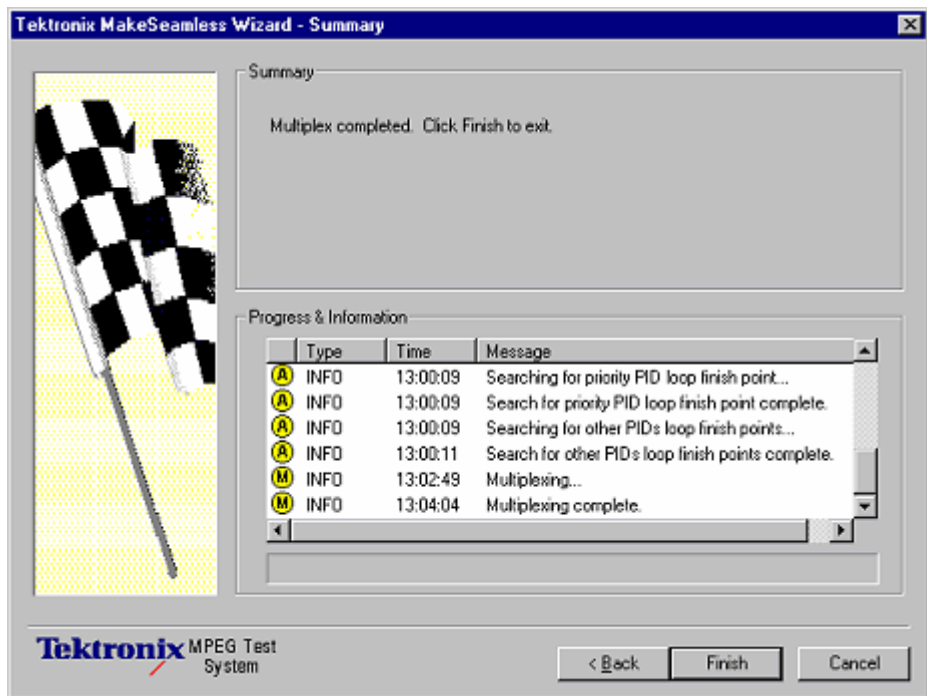 Tektronix MakeSeamless Wizard - Summary
Summary
Multiplex completed. Click Finish to exit.
Progress & Information
Type Time Message
A INFO 13:00:09 Searching for priority PID loop finish point...
A INFO 13:00:09 Search for priority PID loop finish point complete.
A INFO 13:00:09 Searching for other PIDs loop finish points...
A INFO 13:00:11 Search for other PIDs loop finish points complete.
M INFO 13:02:49 Multiplexing...
M INFO 13:04:04 Multiplexing complete.
Tektronix MPEG Test
System
< Back Finish Cancel